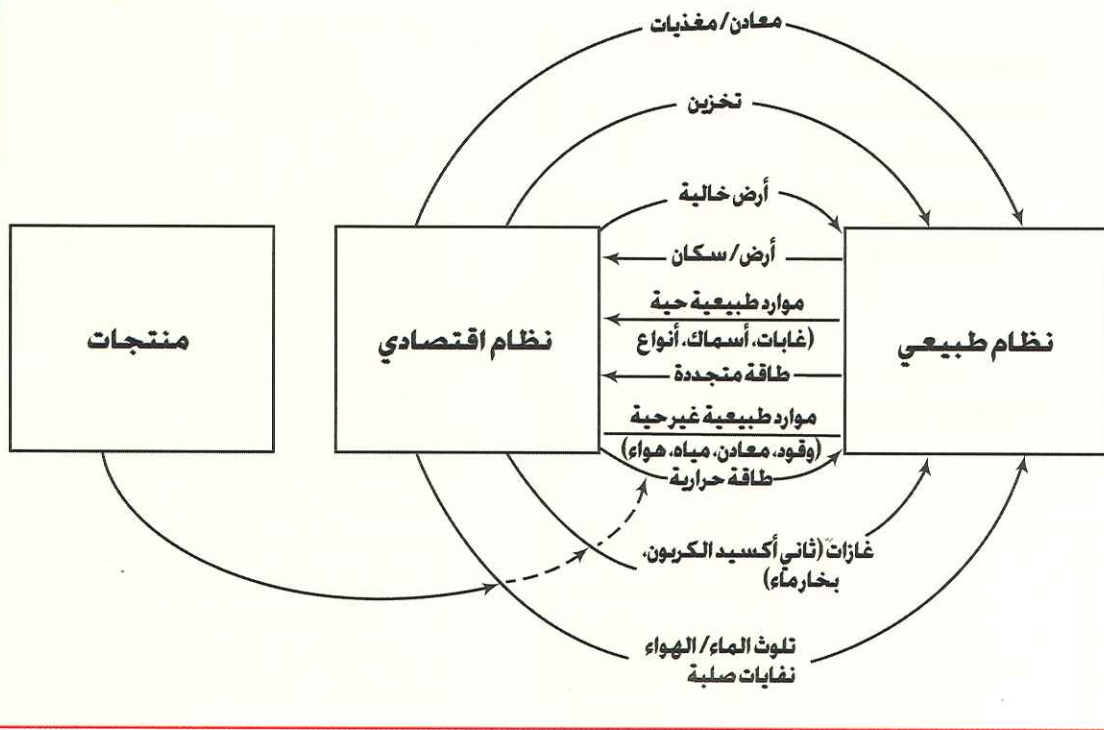 معادن/مغذيات
تخزين
أرض خالية
أرض/سكان
موارد طبيعية حية
(غابات، أسماك، أنواع
طاقة متجددة
موارد طبيعية غير حية
(وقود، معادن، مياه، هواء)
طاقة حرارية
نظام طبيعي
نظام اقتصادي
منتجات
غازات (ثاني أكسيد الكربون،
بخار ماء)
تلوث الماء/الهواء
نفايات صلبة